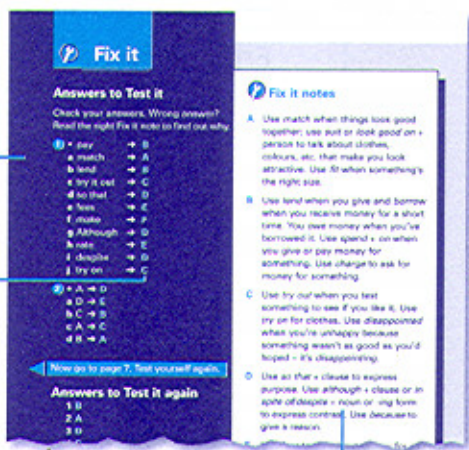 Fix it
Answers to Test it
Check your answers. Wrong answer?
Read the right Fix it note to find out why.
1 • pay → B
a match → A
b lend → B
c try it out → C
d so that → D
e fees → E
f make → F
g Although → D
h rate → E
i despite → D
j try on → C
2 • A → D
a D → E
b C → B
c A → C
d B → A
Now go to page 7. Test yourself again.
Answers to Test it again
1 B
2 A
3 D
Fix it notes
A Use match when things look good
together; use suit or look good on +
person to talk about clothes,
colours, etc. that make you look
attractive. Use fit when something's
the right size.
B Use lend when you give and borrow
when you receive money for a short
time. You owe money when you've
borrowed it. Use spend + on when
you give or pay money for
something. Use charge to ask for
money for something.
C Use try out when you test
something to see if you like it. Use
try on for clothes. Use disappointed
when you're unhappy because
something wasn't as good as you'd
hoped – it's disappointing.
D Use so that + clause to express
purpose. Use although + clause or in
spite of/despite + noun or -ing form
to express contrast. Use because to
give a reason.